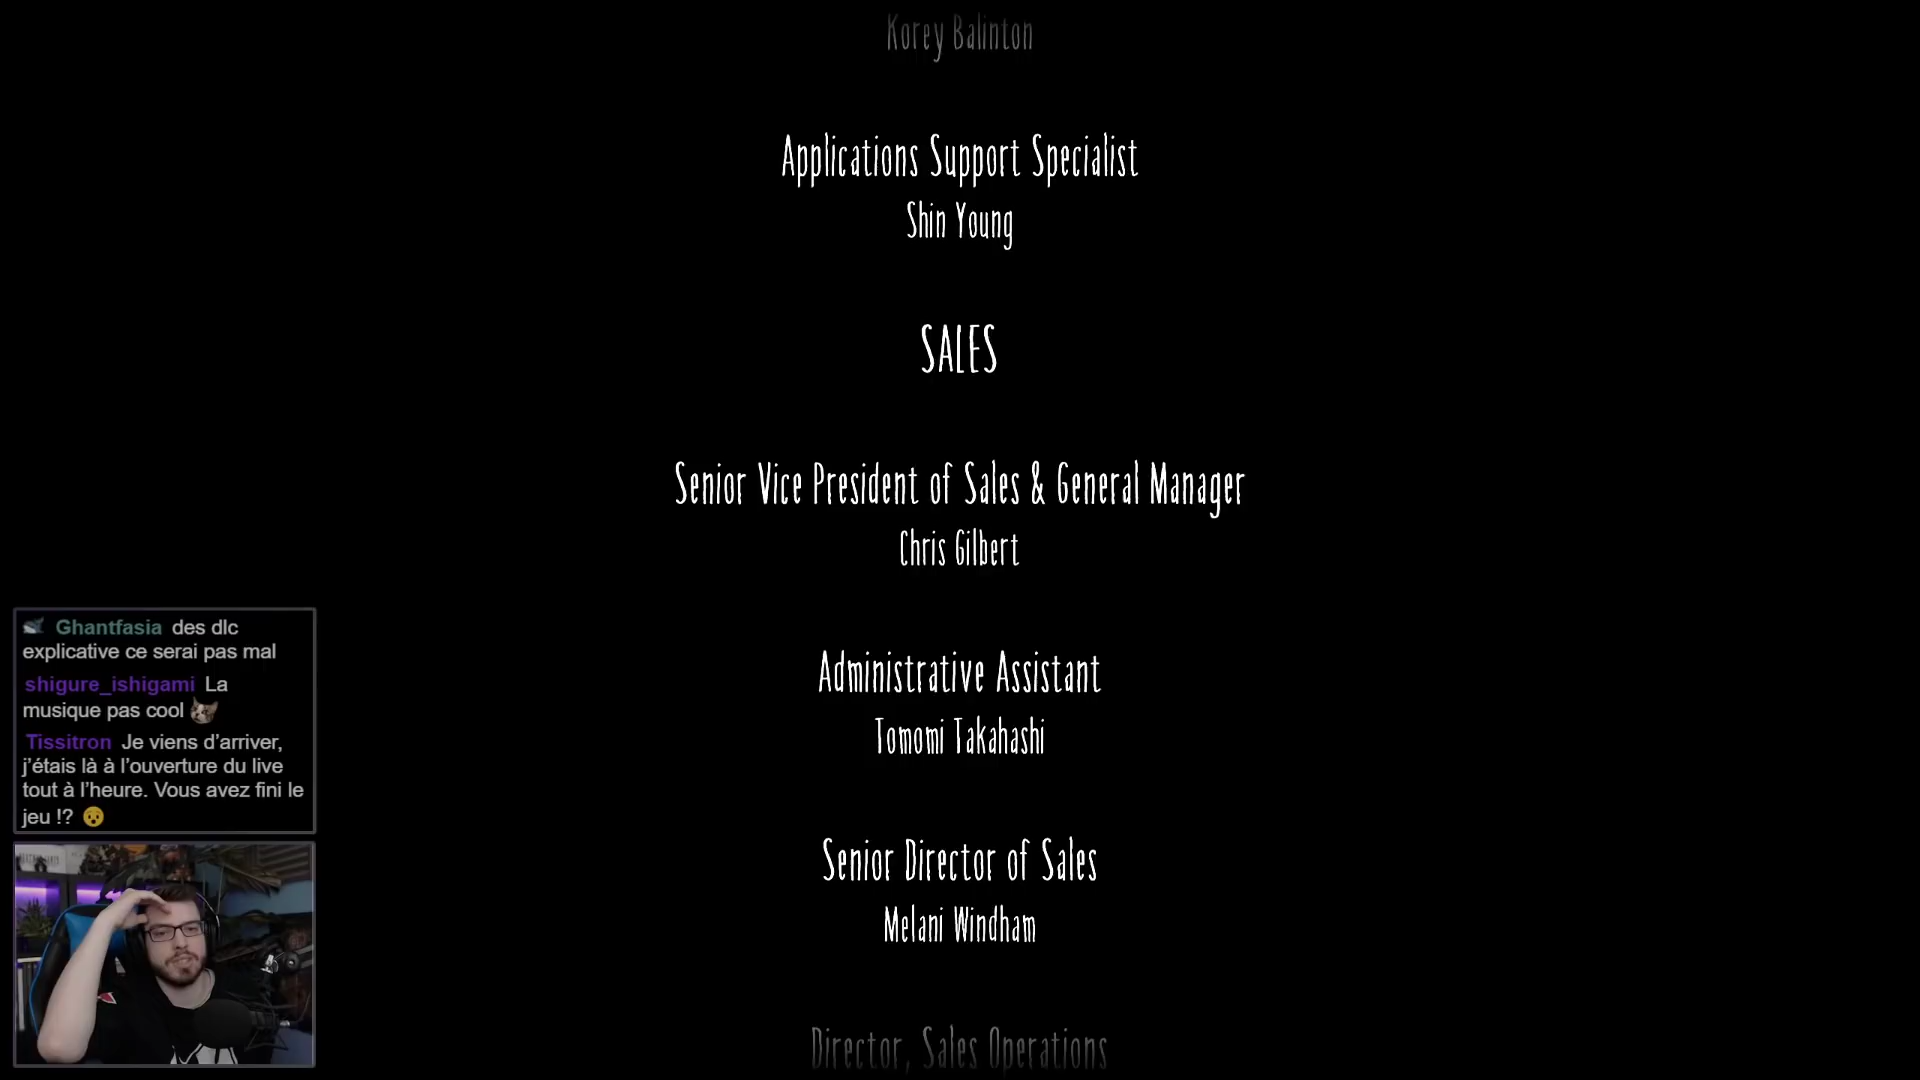 Korey Balinton
Applications Support Specialist
Shin Young
SALES
Senior Vice President of Sales & General Manager
Chris Gilbert
Administrative Assistant
Tomomi Takahashi
Senior Director of Sales
Melani Windham
Director, Sales Operations
Ghantfasia des dlc
explicative ce serai pas mal
shigure_ishigami La
musique pas cool
Tissitron Je viens d’arriver,
j’étais là à l’ouverture du live
tout à l’heure. Vous avez fini le
jeu !? 😯